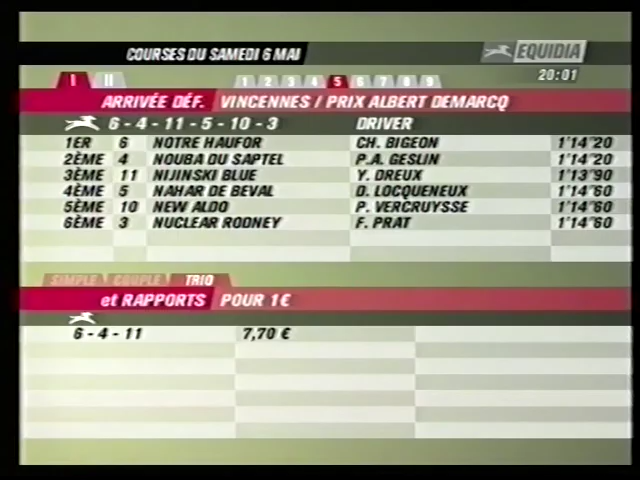 COURSES DU SAMEDI 6 MAI
EQUIDIA
20:01
I II 1 2 3 4 5 6 7 8 9
ARRIVÉE DÉF. VINCENNES / PRIX ALBERT DEMARCQ
6 - 4 - 11 - 5 - 10 - 3 DRIVER
1ER 6 NOTRE HAUFOR CH. BIGEON 1'14"20
2ÈME 4 NOUBA DU SAPTEL P.A. GESLIN 1'14"20
3ÈME 11 NIJINSKI BLUE Y. DREUX 1'13"90
4ÈME 5 NAHAR DE BEVAL D. LOCQUENEUX 1'14"60
5ÈME 10 NEW ALDO P. VERCRUYSSE 1'14"60
6ÈME 3 NUCLEAR RODNEY F. PRAT 1'14"60
SIMPLE COUPLE TRIO
et RAPPORTS POUR 1€
6 - 4 - 11 7,70 €